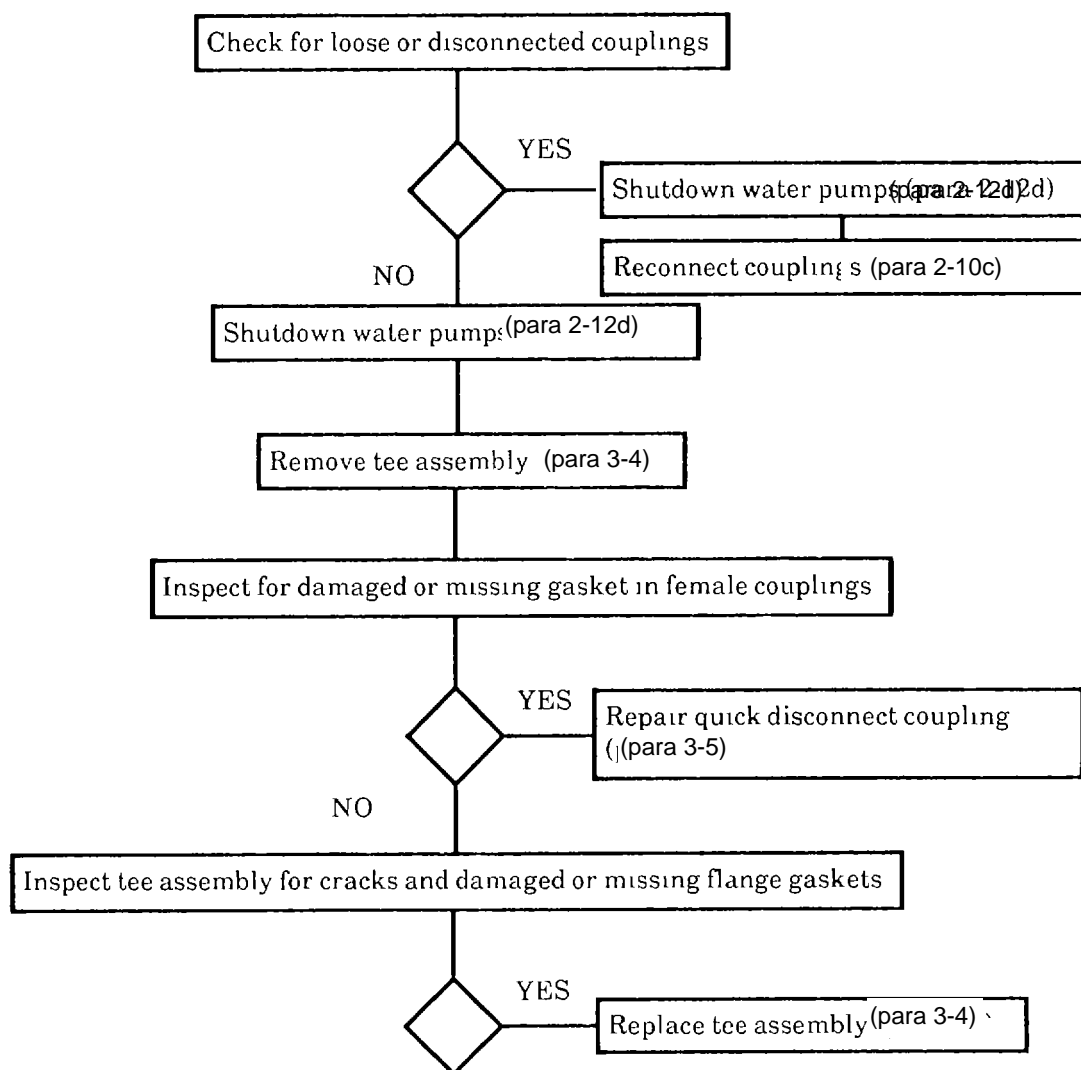 Check for loose or disconnected couplings
YES
Shutdown water pumps (para 2-12d)
Reconnect couplings (para 2-10c)
NO
Shutdown water pumps (para 2-12d)
Remove tee assembly (para 3-4)
Inspect for damaged or missing gasket in female couplings
YES
Repair quick disconnect coupling
(para 3-5)
NO
Inspect tee assembly for cracks and damaged or missing flange gaskets
YES
Replace tee assembly (para 3-4)